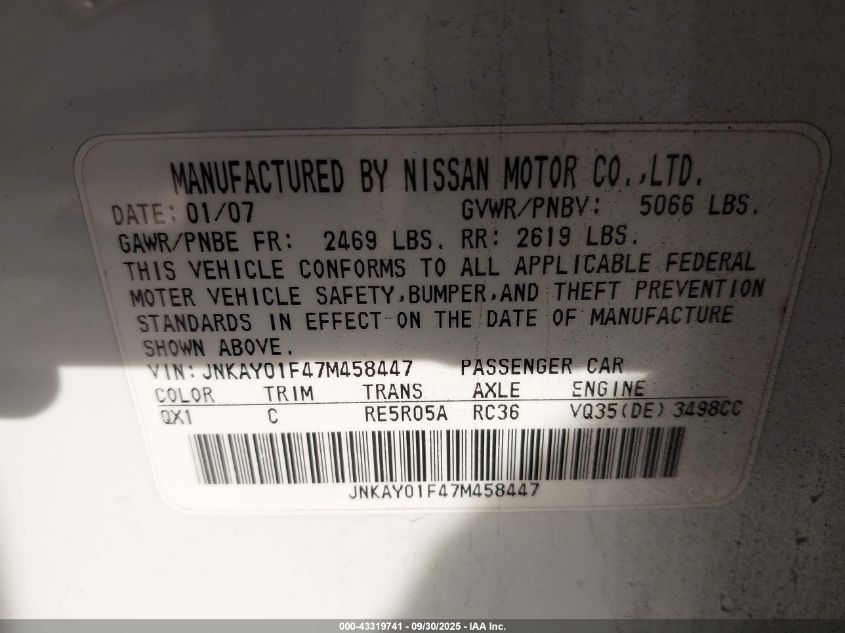 MANUFACTURED BY NISSAN MOTOR CO.,LTD.
DATE: 01/07 GVWR/PNBV: 5066 LBS.
GAWR/PNBE FR: 2469 LBS. RR: 2619 LBS.
THIS VEHICLE CONFORMS TO ALL APPLICABLE FEDERAL
MOTER VEHICLE SAFETY,BUMPER,AND THEFT PREVENTION
STANDARDS IN EFFECT ON THE DATE OF MANUFACTURE
SHOWN ABOVE.
VIN: JNKAY01F47M458447 PASSENGER CAR
COLOR TRIM TRANS AXLE ENGINE
QX1 C RE5R05A RC36 VQ35(DE) 3498CC
JNKAY01F47M458447
000-43319741 - 09/30/2025 - IAA Inc.